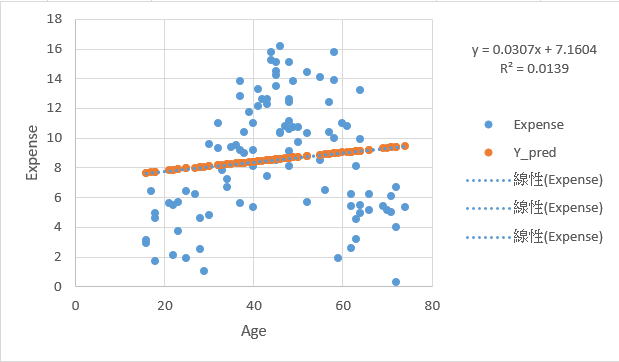 18
16
14
12
10
8
6
4
2
0
0 20 40 60 80
Expense
Age
y = 0.0307x + 7.1604
R² = 0.0139
Expense
Y_pred
線性(Expense)
線性(Expense)
線性(Expense)